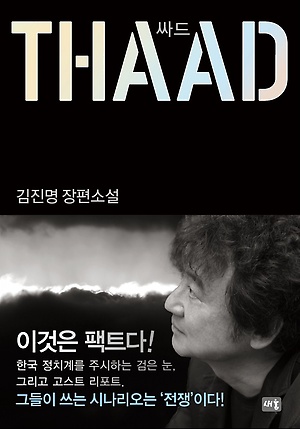 싸드
THAAD
김진명 장편소설
이것은 팩트다!
한국 정치계를 주시하는 검은 눈,
그리고 고스트 리포트,
그들이 쓰는 시나리오는 '전쟁'이다!
새움